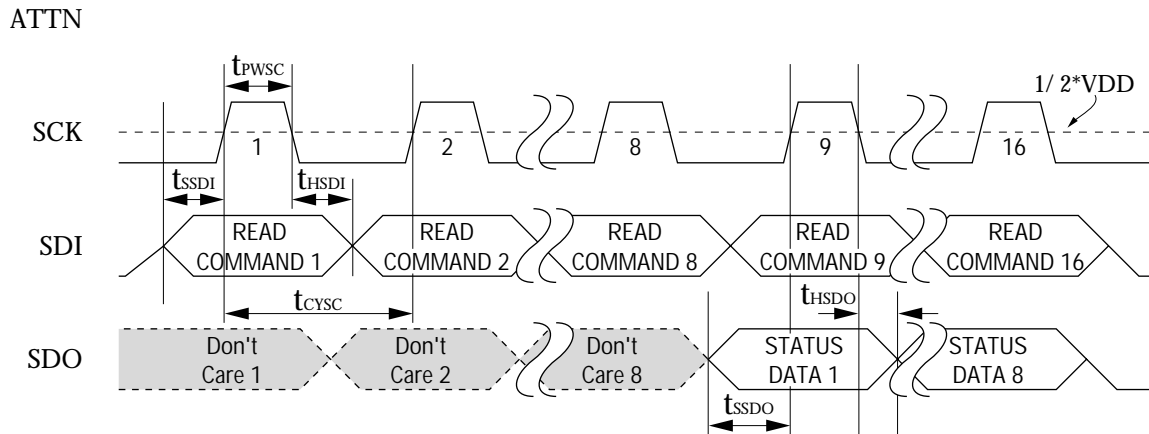 ATTN
tPWSC
1/ 2*VDD
SCK
1
2
8
9
16
tSSDI
tHSDI
SDI
READ
COMMAND 1
READ
COMMAND 2
READ
COMMAND 8
READ
COMMAND 9
READ
COMMAND 16
tCYSC
tHSDO
SDO
Don't
Care 1
Don't
Care 2
Don't
Care 8
STATUS
DATA 1
STATUS
DATA 8
tSSDO